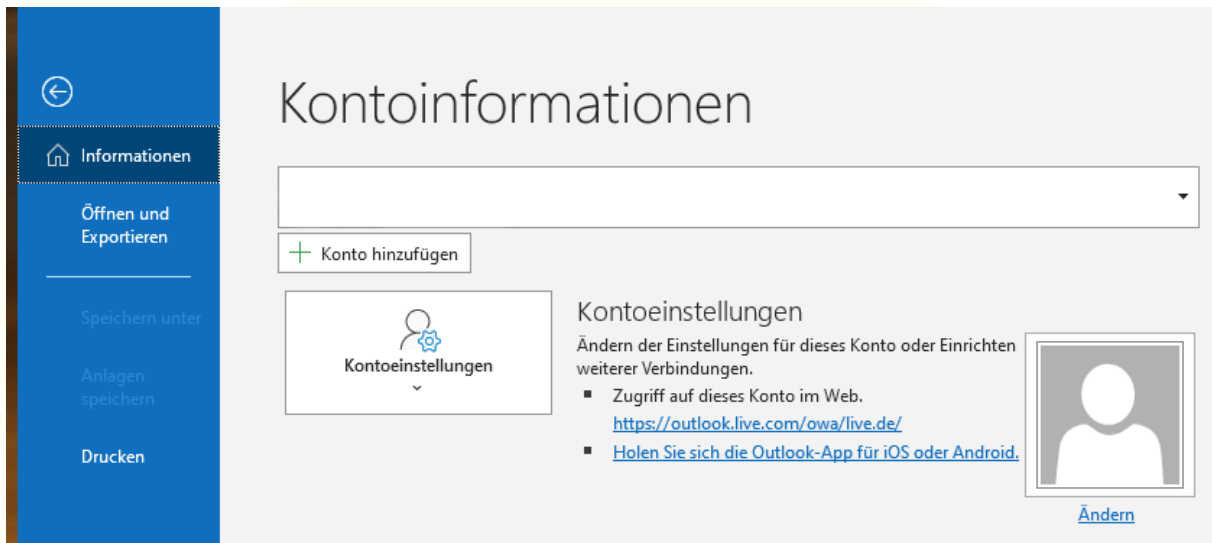 Kontoinformationen
Informationen
Öffnen und
Exportieren
Konto hinzufügen
Speichern unter
Anlagen
speichern
Drucken
Kontoeinstellungen
Kontoeinstellungen
Ändern der Einstellungen für dieses Konto oder Einrichten
weiterer Verbindungen.
Zugriff auf dieses Konto im Web.
https://outlook.live.com/owa/live.de/
Holen Sie sich die Outlook-App für iOS oder Android.
Ändern